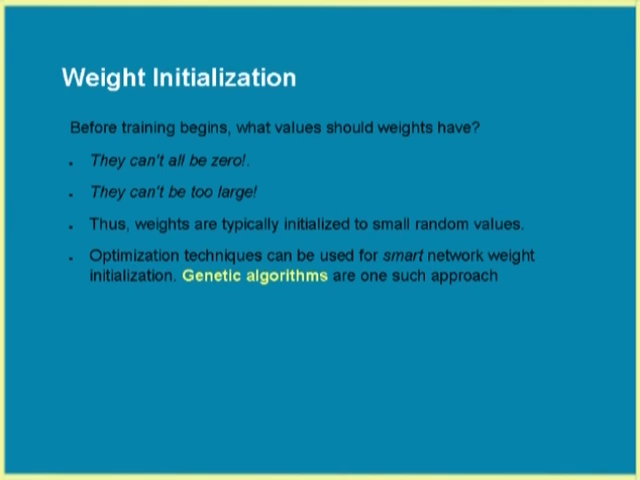 Weight Initialization
Before training begins, what values should weights have?
• They can't all be zero!.
• They can't be too large!
• Thus, weights are typically initialized to small random values.
• Optimization techniques can be used for smart network weight
initialization. Genetic algorithms are one such approach